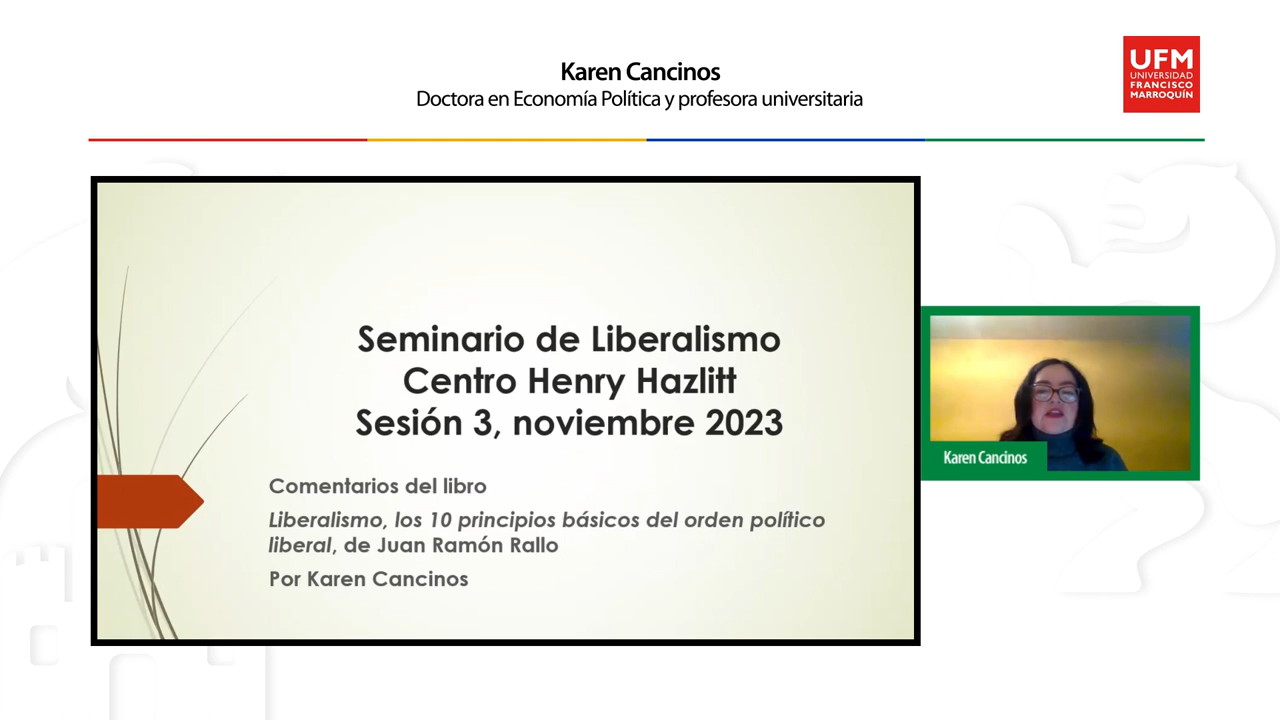 Karen Cancinos
Doctora en Economía Política y profesora universitaria
UFM
UNIVERSIDAD
FRANCISCO
MARROQUÍN
Seminario de Liberalismo
Centro Henry Hazlitt
Sesión 3, noviembre 2023
Comentarios del libro
Liberalismo, los 10 principios básicos del orden político
liberal, de Juan Ramón Rallo
Por Karen Cancinos
Karen Cancinos